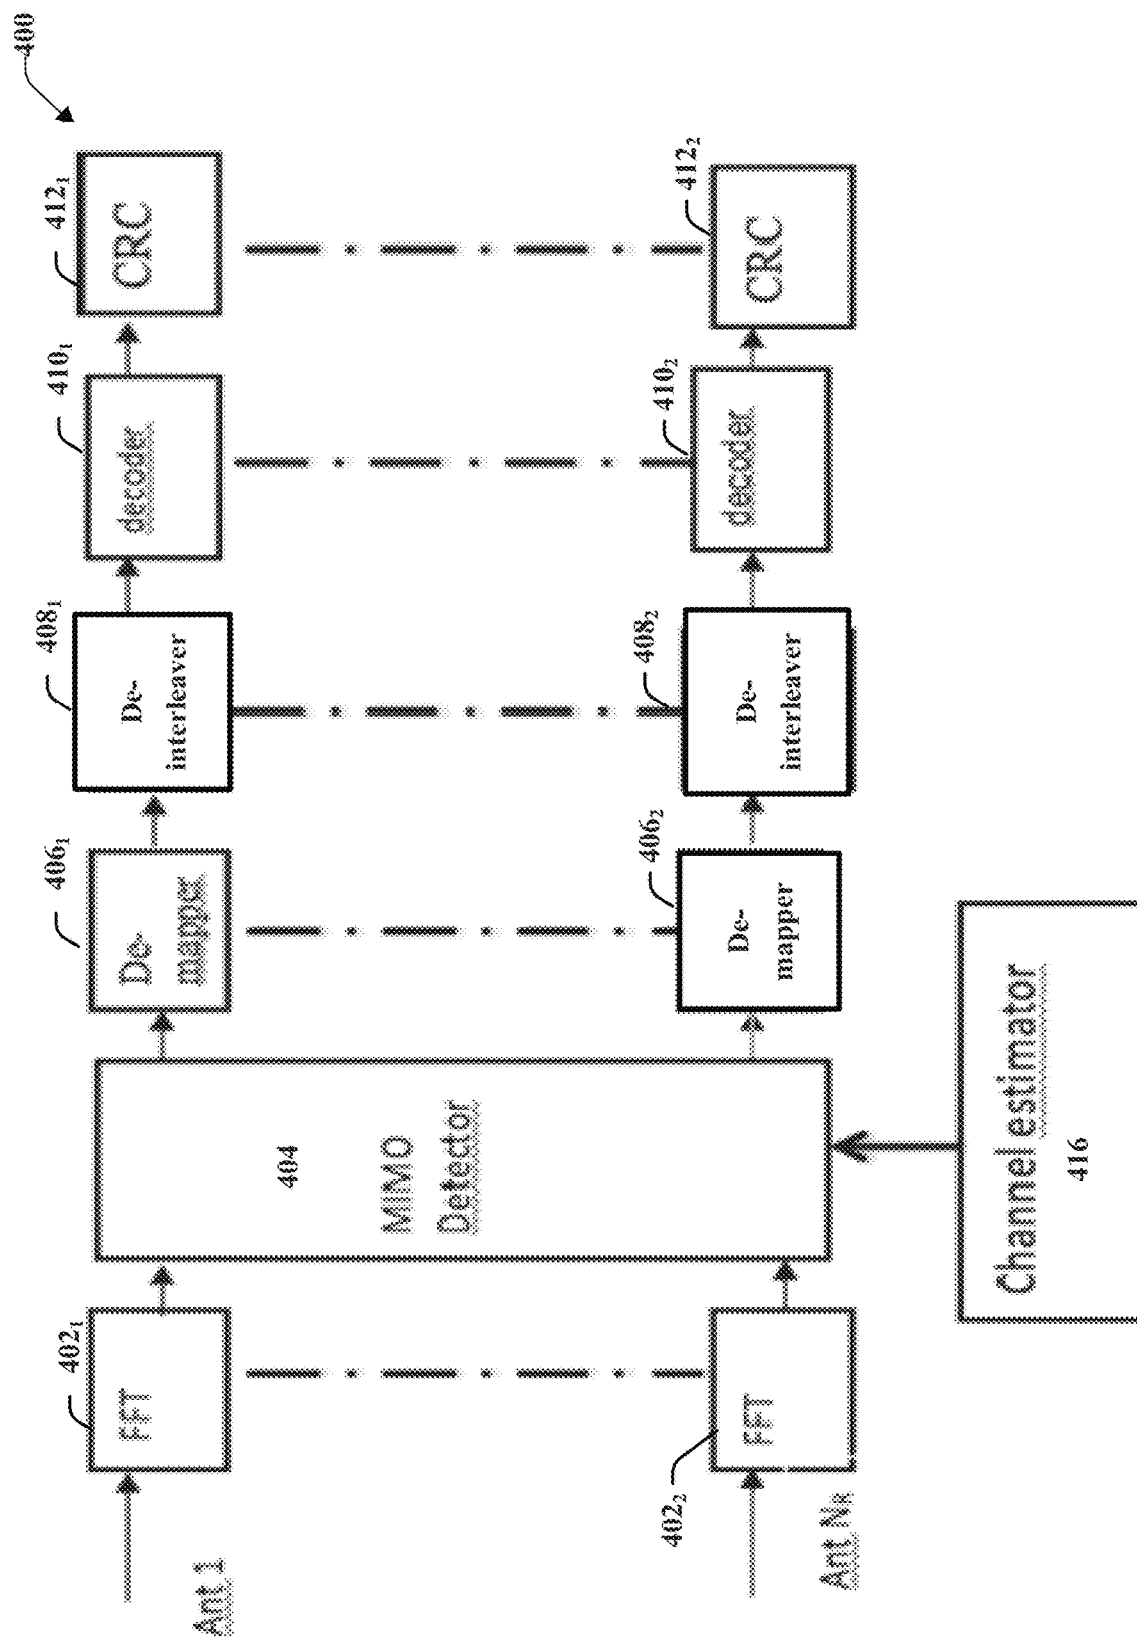 400
Ant 1
402₁
FFT
404
MIMO
Detector
406₁
De-
mapper
408₁
De-
interleaver
410₁
decoder
412₁
CRC
Ant Nʀ
402₂
FFT
406₂
De-
mapper
408₂
De-
interleaver
410₂
decoder
412₂
CRC
Channel estimator
416